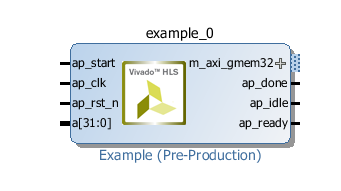 example_0
ap_start
ap_clk
ap_rst_n
a[31:0]
Vivado™ HLS
m_axi_gmem32
ap_done
ap_idle
ap_ready
Example (Pre-Production)